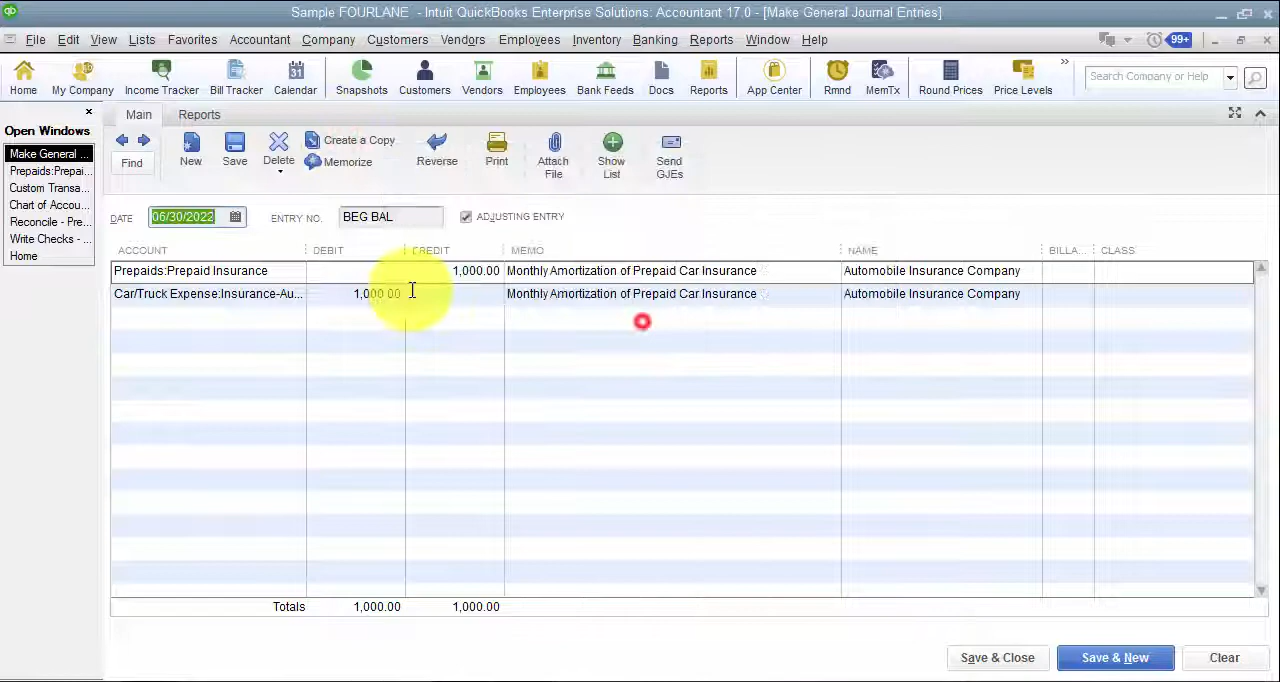 Sample FOURLANE - Intuit QuickBooks Enterprise Solutions: Accountant 17.0 - [Make General Journal Entries]
File Edit View Lists Favorites Accountant Company Customers Vendors Employees Inventory Banking Reports Window Help 99+
Home My Company Income Tracker Bill Tracker Calendar Snapshots Customers Vendors Employees Bank Feeds Docs Reports App Center Rmnd MemTx Round Prices Price Levels Search Company or Help
Open Windows
Make General ...
Prepaids:Prepai...
Custom Transa...
Chart of Accou...
Reconcile - Pre...
Write Checks - ...
Home
Main Reports
Find New Save Delete Create a Copy Memorize Reverse Print Attach File Show List Send GJEs
DATE 06/30/2022 ENTRY NO. BEG BAL ADJUSTING ENTRY
ACCOUNT DEBIT CREDIT MEMO NAME BILLA... CLASS
Prepaids:Prepaid Insurance 1,000.00 Monthly Amortization of Prepaid Car Insurance Automobile Insurance Company
Car/Truck Expense:Insurance-Au... 1,000.00 Monthly Amortization of Prepaid Car Insurance Automobile Insurance Company
Totals 1,000.00 1,000.00
Save & Close Save & New Clear